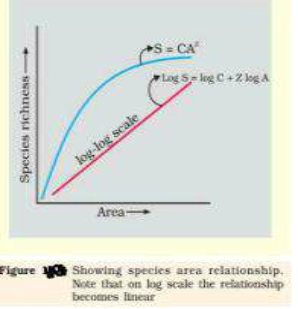 S = CAᶻ
Log S = log C + Z log A
log-log scale
Species richness
Area
Figure Showing species area relationship.
Note that on log scale the relationship
becomes linear